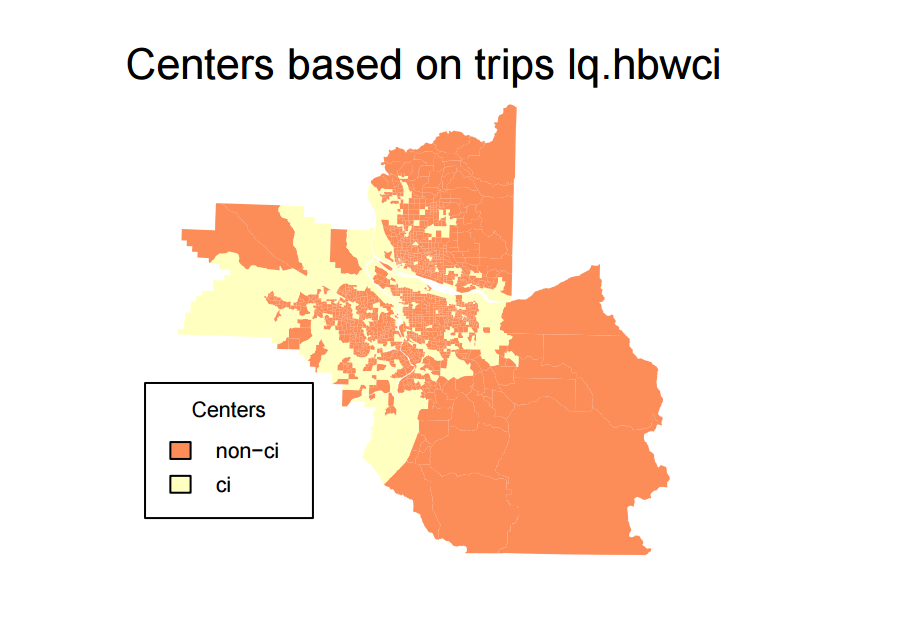 Centers based on trips lq.hbwci
Centers
non−ci
ci